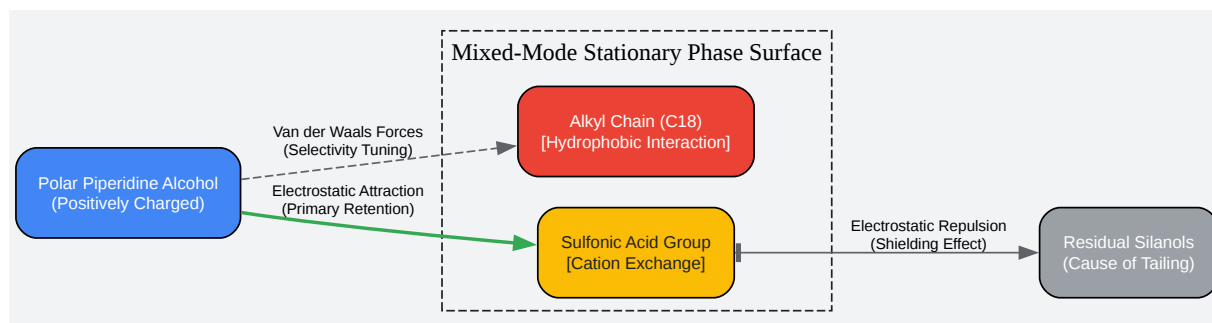 Mixed-Mode Stationary Phase Surface
Polar Piperidine Alcohol
(Positively Charged)
Van der Waals Forces
(Selectivity Tuning)
Electrostatic Attraction
(Primary Retention)
Alkyl Chain (C18)
[Hydrophobic Interaction]
Sulfonic Acid Group
[Cation Exchange]
Electrostatic Repulsion
(Shielding Effect)
Residual Silanols
(Cause of Tailing)